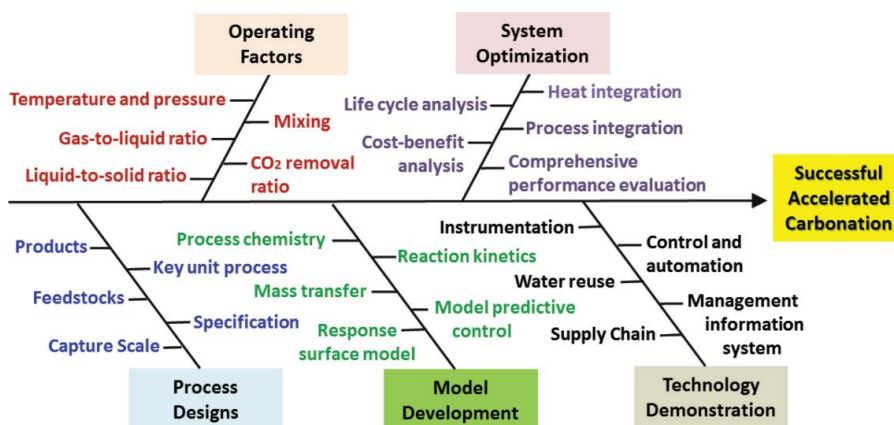 Operating
Factors
System
Optimization
Temperature and pressure
Gas-to-liquid ratio
Liquid-to-solid ratio
Mixing
CO₂ removal
ratio
Life cycle analysis
Cost-benefit
analysis
Heat integration
Process integration
Comprehensive
performance evaluation
Successful
Accelerated
Carbonation
Products
Feedstocks
Capture Scale
Key unit process
Specification
Process
Designs
Process chemistry
Mass transfer
Response
surface model
Reaction kinetics
Model predictive
control
Model
Development
Instrumentation
Water reuse
Supply Chain
Control and
automation
Management
information
system
Technology
Demonstration